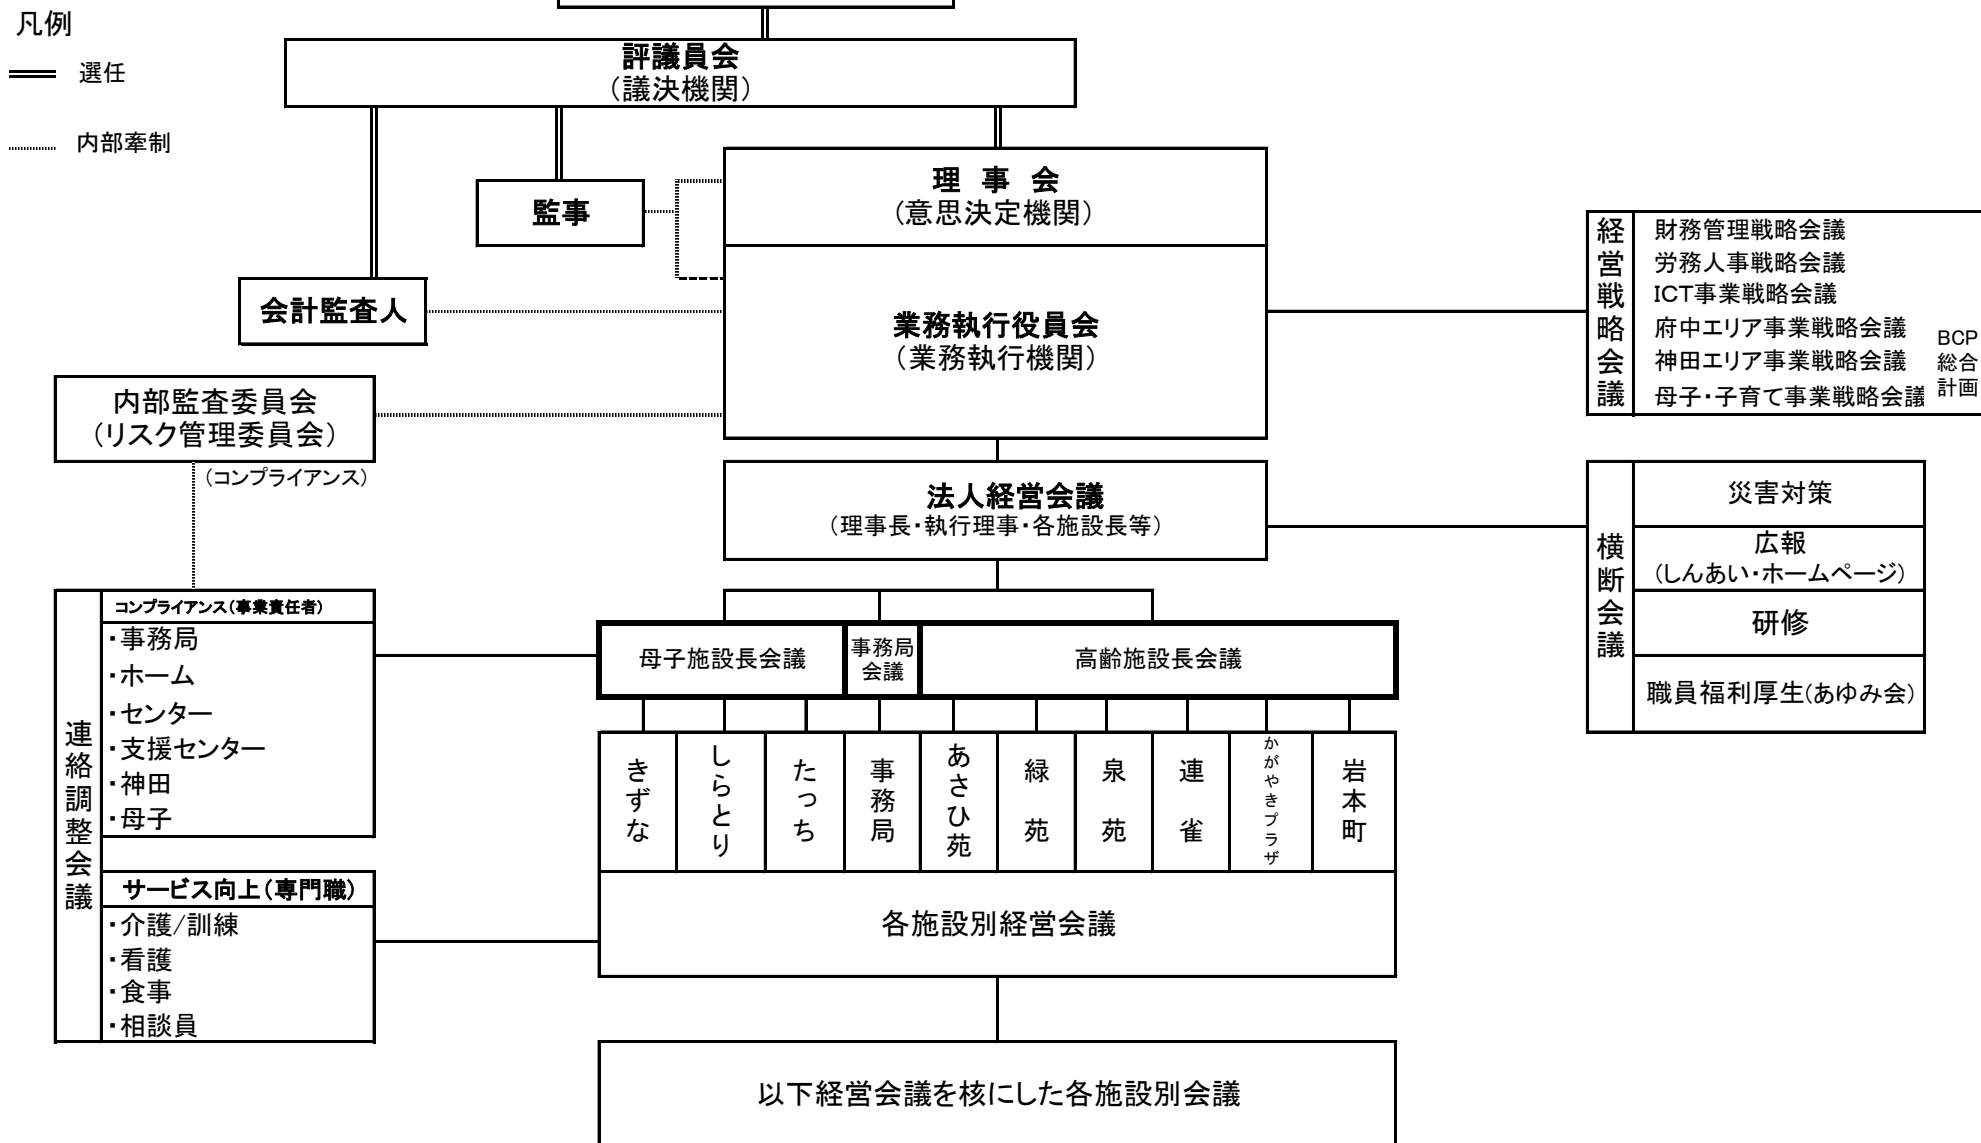 凡例
選任
内部牽制
評議員会
（議決機関）
監事
理 事 会
（意思決定機関）
会計監査人
業務執行役員会
（業務執行機関）
経営戦略会議
財務管理戦略会議
労務人事戦略会議
ICT事業戦略会議
府中エリア事業戦略会議
神田エリア事業戦略会議
母子・子育て事業戦略会議
BCP
総合
計画
内部監査委員会
（リスク管理委員会）
（コンプライアンス）
法人経営会議
（理事長・執行理事・各施設長等）
横断会議
災害対策
広報
（しんあい・ホームページ）
研修
職員福利厚生（あゆみ会）
連絡調整会議
コンプライアンス（事業責任者）
・事務局
・ホーム
・センター
・支援センター
・神田
・母子
サービス向上（専門職）
・介護/訓練
・看護
・食事
・相談員
母子施設長会議
事務局
会議
高齢施設長会議
きずな
しらとり
たっち
事務局
あさひ苑
緑苑
泉苑
連雀
かがやきプラザ
岩本町
各施設別経営会議
以下経営会議を核にした各施設別会議